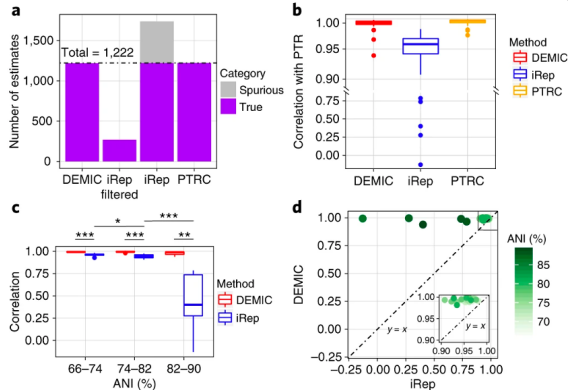 a
Number of estimates
1,500
1,000
500
0
Total = 1,222
DEMIC iRep iRep PTRC
filtered
Category
Spurious
True
b
Correlation with PTR
1.00
0.95
0.90
0.75
0.50
0.25
0.00
DEMIC iRep PTRC
Method
DEMIC
iRep
PTRC
c
Correlation
1.00
0.75
0.50
0.25
0.00
*** * *** *** **
66–74 74–82 82–90
ANI (%)
Method
DEMIC
iRep
d
DEMIC
1.00
0.75
0.50
0.25
0.00
−0.25
−0.25 0.00 0.25 0.50 0.75 1.00
iRep
y = x
1.00
0.95
0.90
0.90 0.95 1.00
y = x
ANI (%)
85
80
75
70